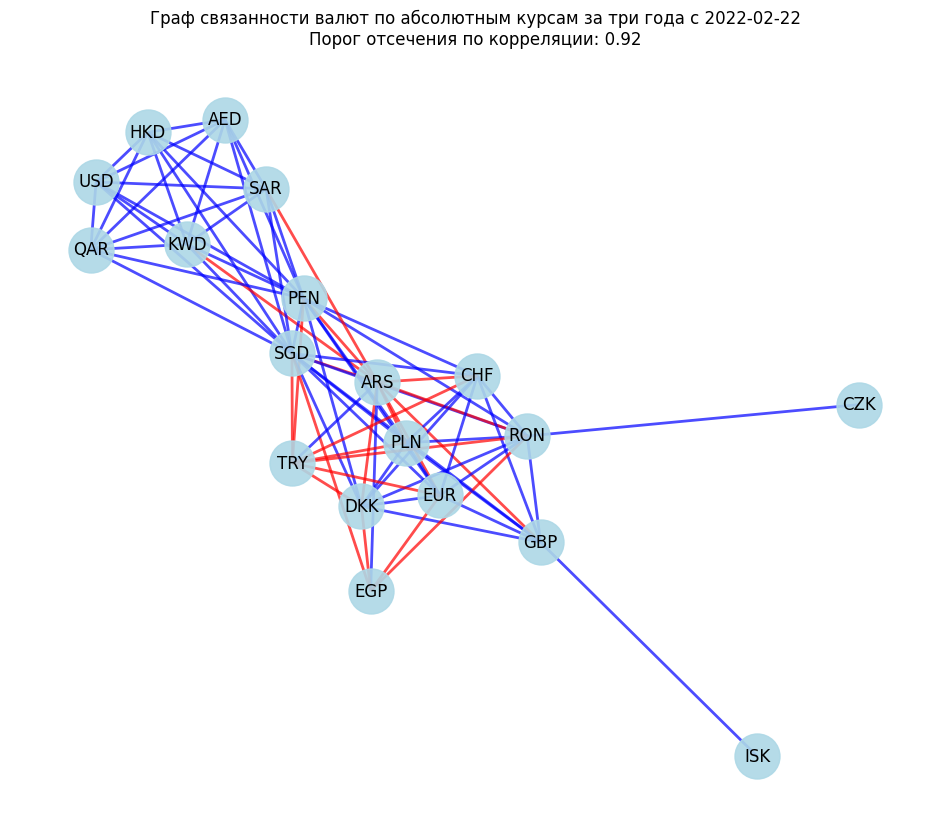 Граф связанности валют по абсолютным курсам за три года с 2022-02-22
Порог отсечения по корреляции: 0.92
AED
HKD
USD
SAR
KWD
QAR
PEN
SGD
CHF
ARS
CZK
RON
PLN
TRY
EUR
DKK
GBP
EGP
ISK